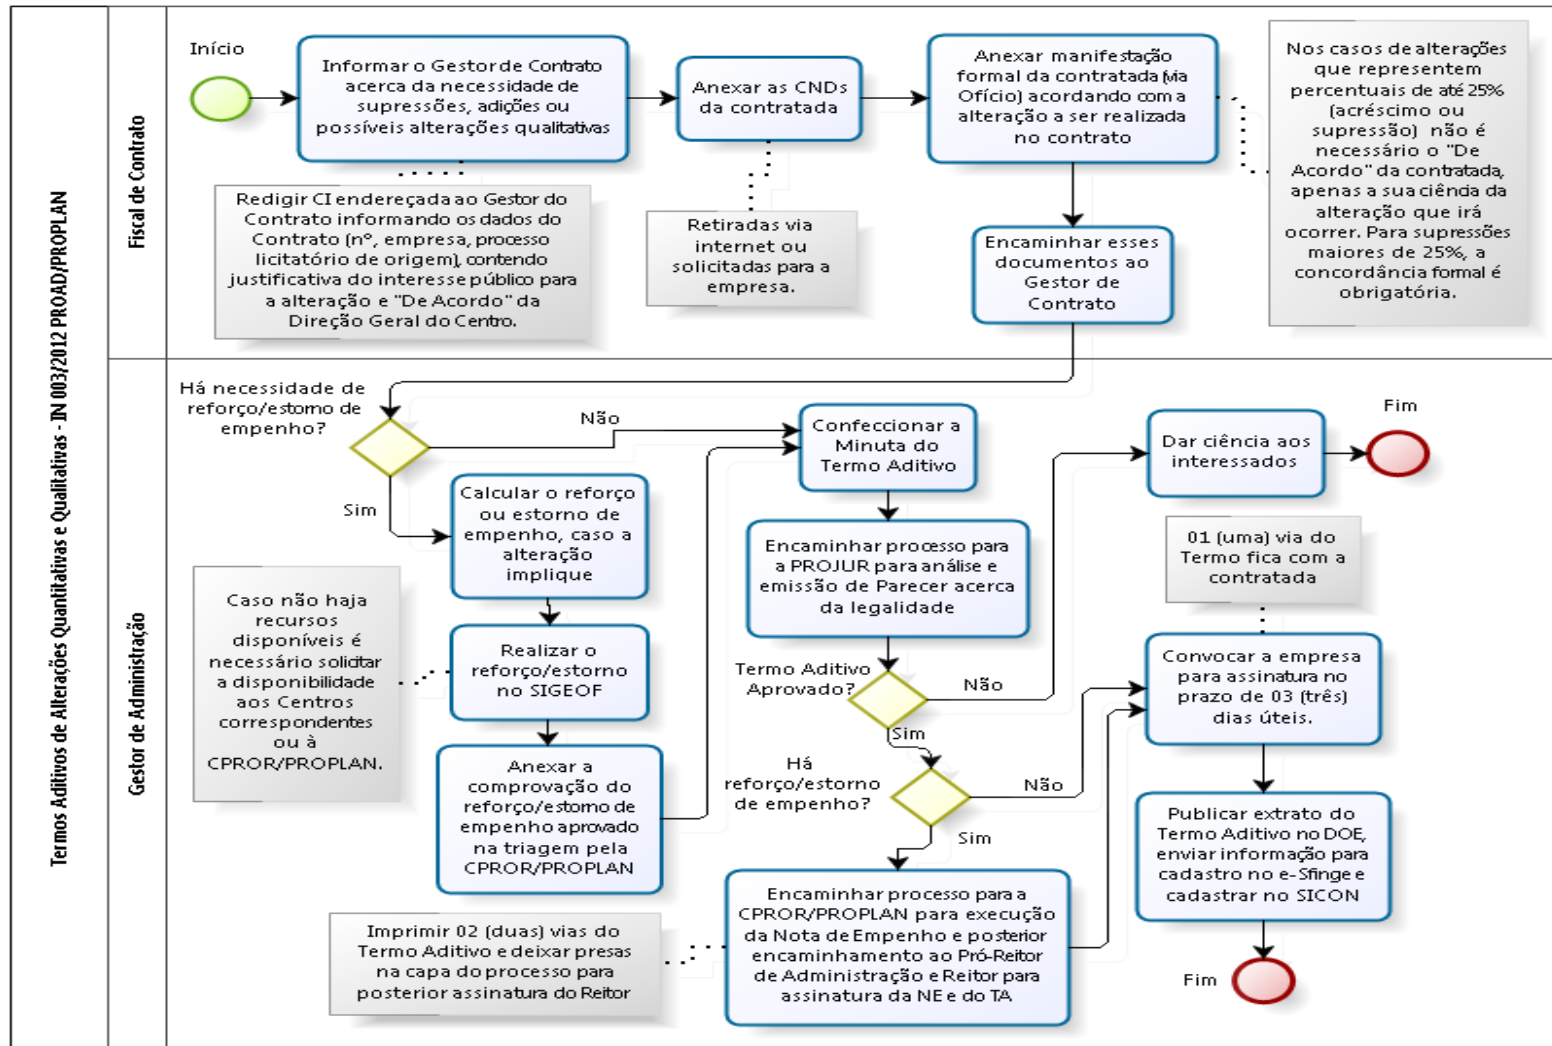 Termos Aditivos de Alterações Quantitativas e Qualitativas - IN 003/2012 PROAD/PROPLAN
Fiscal de Contrato
Início
Informar o Gestor de Contrato
acerca da necessidade de
supressões, adições ou
possíveis alterações qualitativas
Anexar as CNDs
da contratada
Anexar manifestação
formal da contratada (via
Ofício) acordando com a
alteração a ser realizada
no contrato
Nos casos de alterações
que representem
percentuais de até 25%
(acréscimo ou
supressão) não é
necessário o "De
Acordo" da contratada,
apenas a sua ciência da
alteração que irá
ocorrer. Para supressões
maiores de 25%, a
concordância formal é
obrigatória.
Redigir CI endereçada ao Gestor do
Contrato informando os dados do
Contrato (nº, empresa, processo
licitatório de origem), contendo
justificativa do interesse público para
a alteração e "De Acordo" da
Direção Geral do Centro.
Retiradas via
internet ou
solicitadas para a
empresa.
Encaminhar esses
documentos ao
Gestor de
Contrato
Gestor de Administração
Há necessidade de
reforço/estorno de
empenho?
Não
Sim
Calcular o reforço
ou estorno de
empenho, caso a
alteração
implique
Caso não haja
recursos
disponíveis é
necessário solicitar
a disponibilidade
aos Centros
correspondentes
ou à
CPROR/PROPLAN.
Realizar o
reforço/estorno
no SIGEOF
Anexar a
comprovação do
reforço/estorno de
empenho aprovado
na triagem pela
CPROR/PROPLAN
Confeccionar a
Minuta do
Termo Aditivo
Encaminhar processo para
a PROJUR para análise e
emissão de Parecer acerca
da legalidade
Termo Aditivo
Aprovado?
Não
Sim
Dar ciência aos
interessados
Fim
Há
reforço/estorno
de empenho?
Não
Sim
Encaminhar processo para a
CPROR/PROPLAN para execução
da Nota de Empenho e posterior
encaminhamento ao Pró-Reitor
de Administração e Reitor para
assinatura da NE e do TA
Imprimir 02 (duas) vias do
Termo Aditivo e deixar presas
na capa do processo para
posterior assinatura do Reitor
01 (uma) via do
Termo fica com a
contratada
Convocar a empresa
para assinatura no
prazo de 03 (três)
dias úteis.
Publicar extrato do
Termo Aditivo no DOE,
enviar informação para
cadastro no e-Sfinge e
cadastrar no SICON
Fim